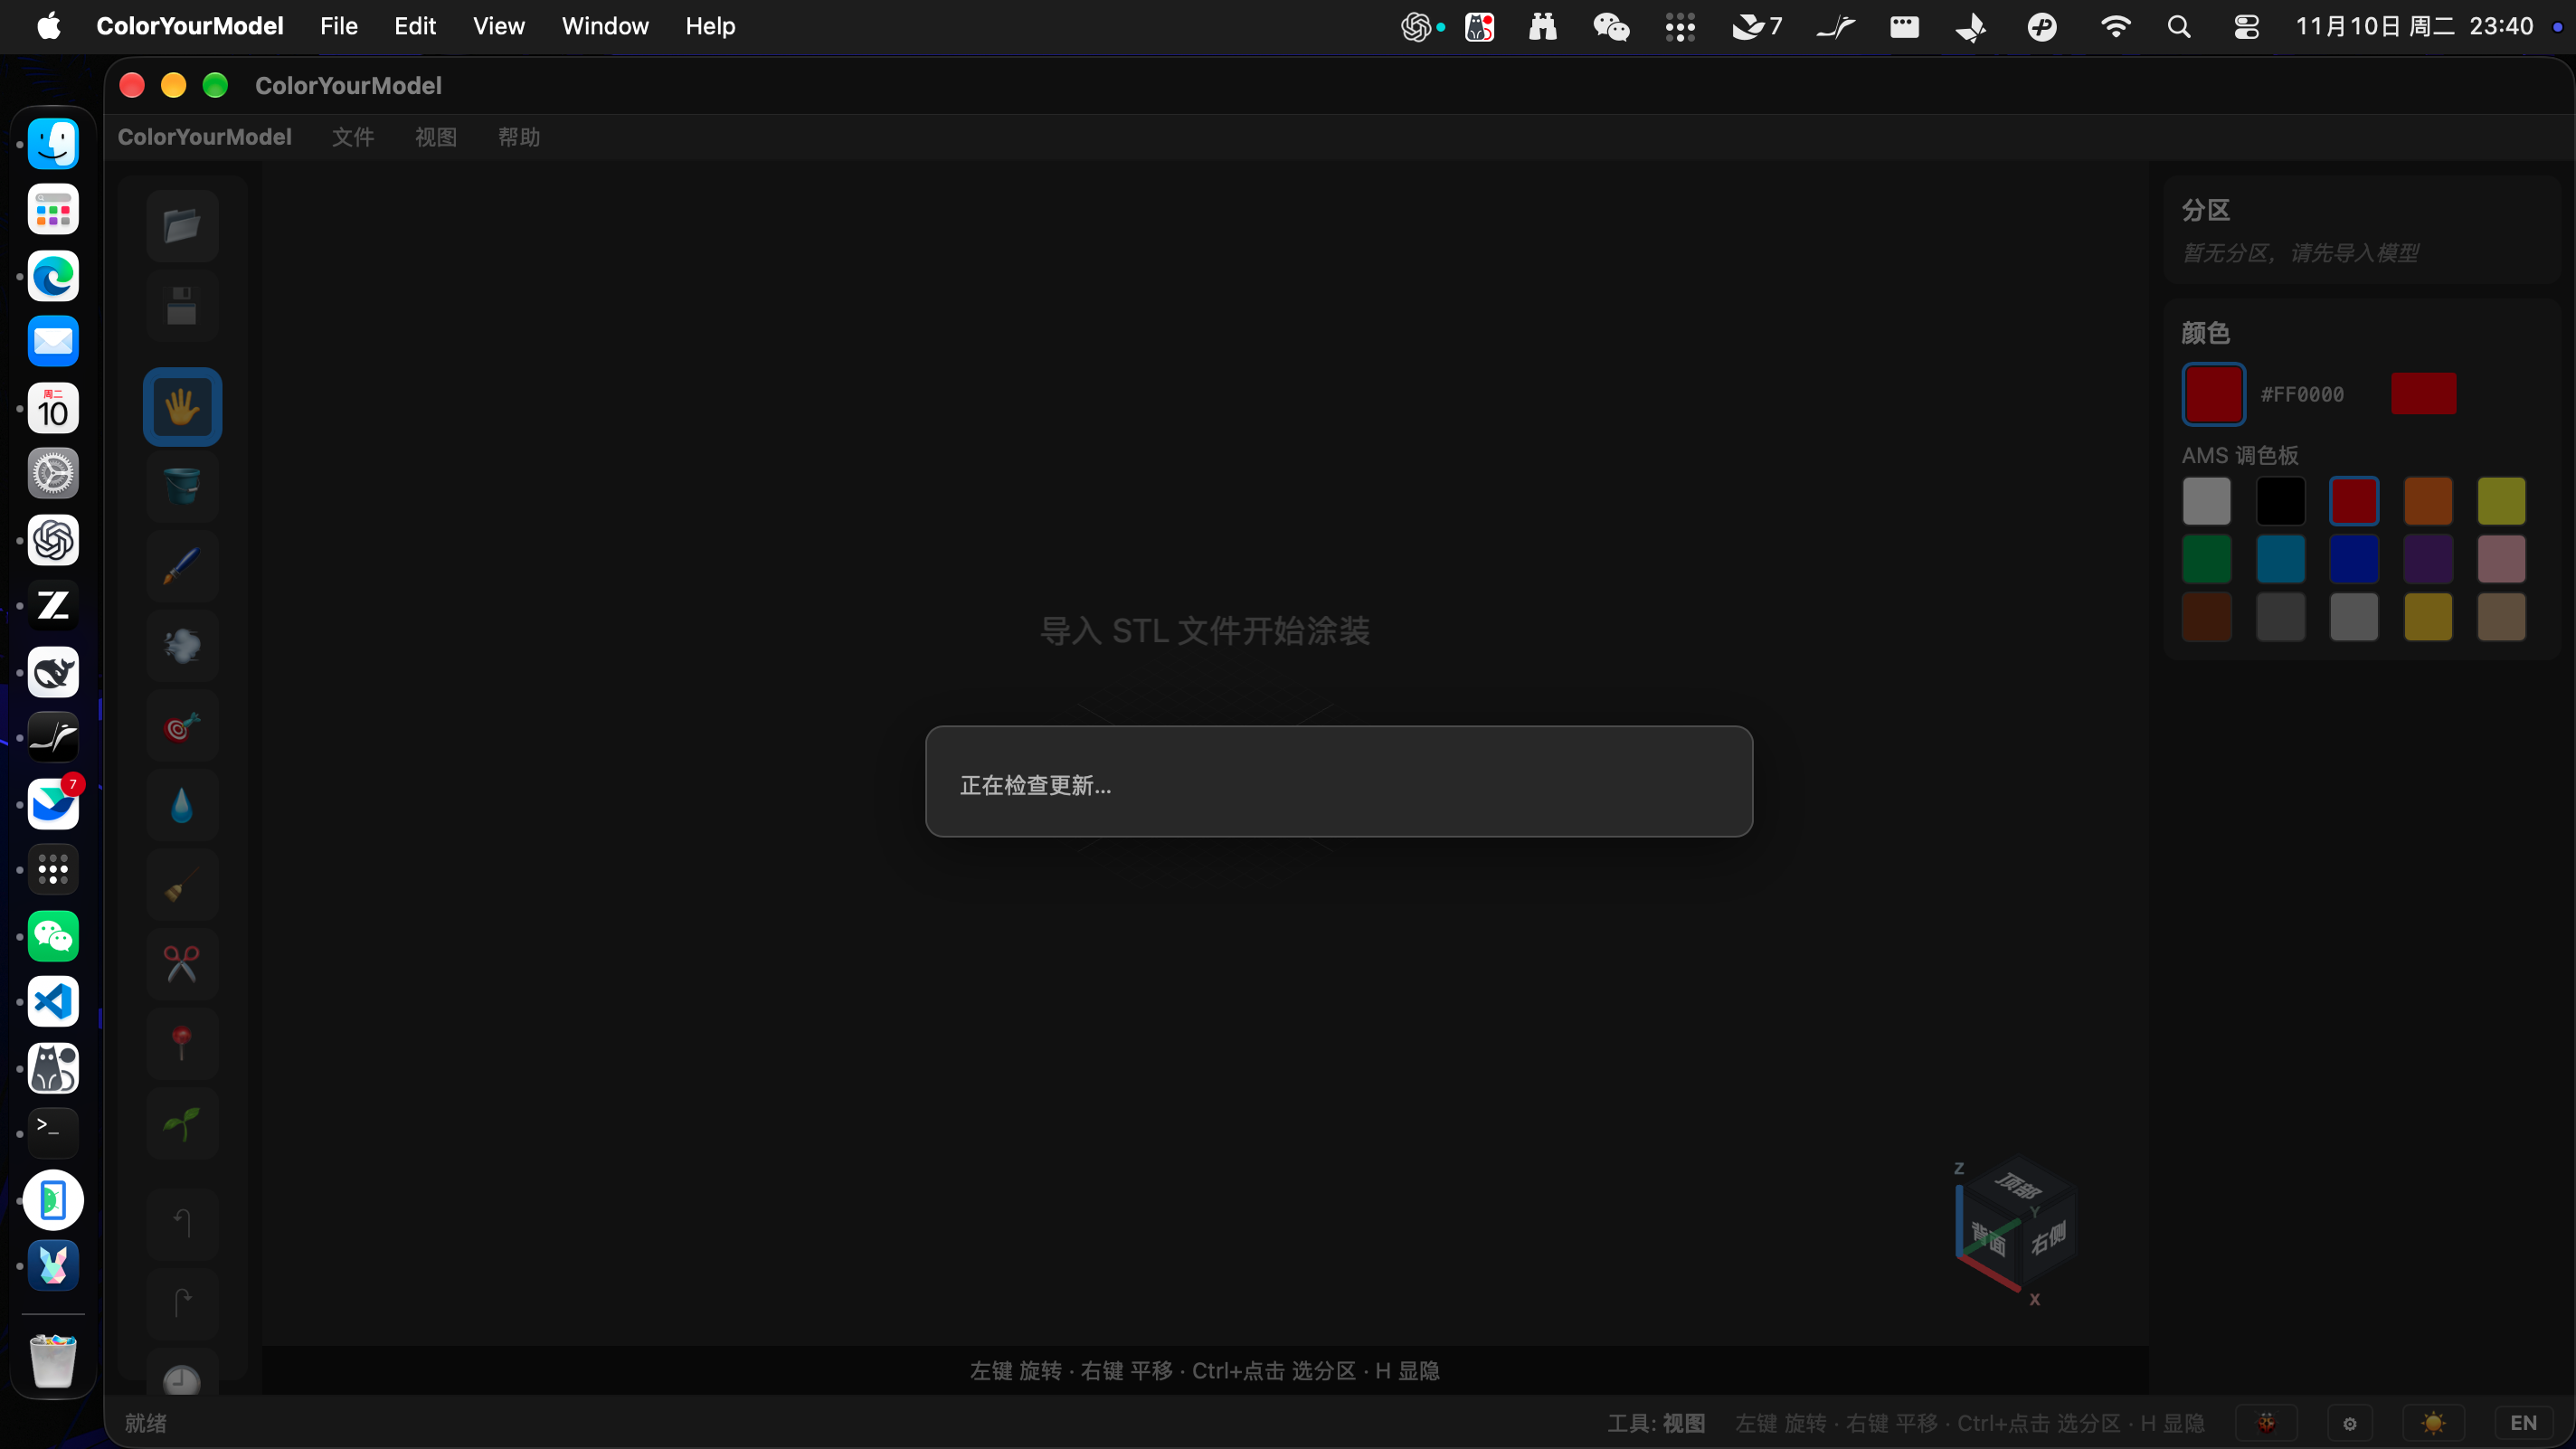 ColorYourModel File Edit View Window Help 7 11月10日 周二 23:40
ColorYourModel
ColorYourModel 文件 视图 帮助
周二
10
7
>_
导入 STL 文件开始涂装
正在检查更新...
分区
暂无分区，请先导入模型
颜色
#FF0000
AMS 调色板
Z
顶部
Y
背面
右侧
X
左键 旋转 · 右键 平移 · Ctrl+点击 选分区 · H 显隐
就绪
工具: 视图 左键 旋转 · 右键 平移 · Ctrl+点击 选分区 · H 显隐 EN